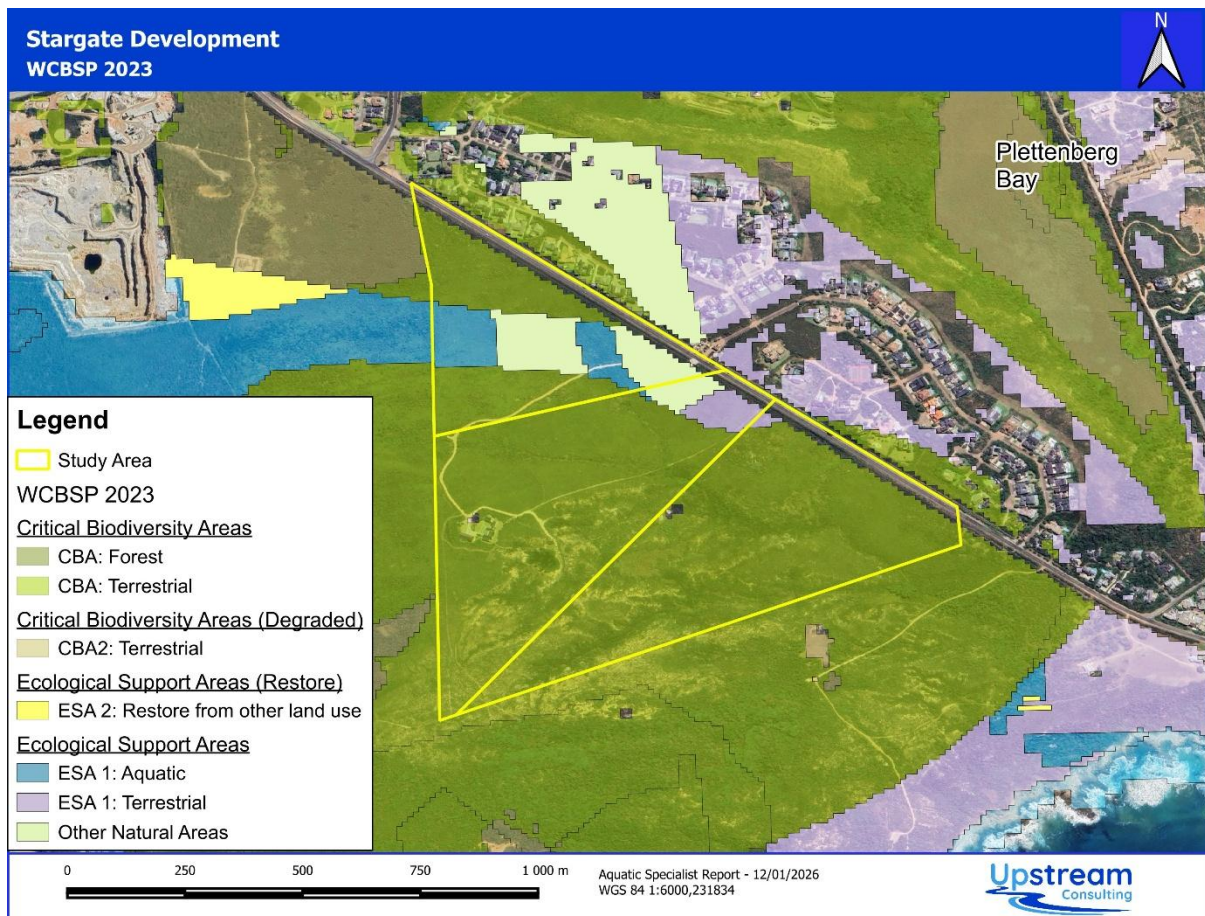 Stargate Development
WCBSP 2023
N
Plettenberg
Bay
Legend
Study Area
WCBSP 2023
Critical Biodiversity Areas
CBA: Forest
CBA: Terrestrial
Critical Biodiversity Areas (Degraded)
CBA2: Terrestrial
Ecological Support Areas (Restore)
ESA 2: Restore from other land use
Ecological Support Areas
ESA 1: Aquatic
ESA 1: Terrestrial
Other Natural Areas
0 250 500 750 1 000 m
Aquatic Specialist Report - 12/01/2026
WGS 84 1:6000,231834
Upstream
Consulting